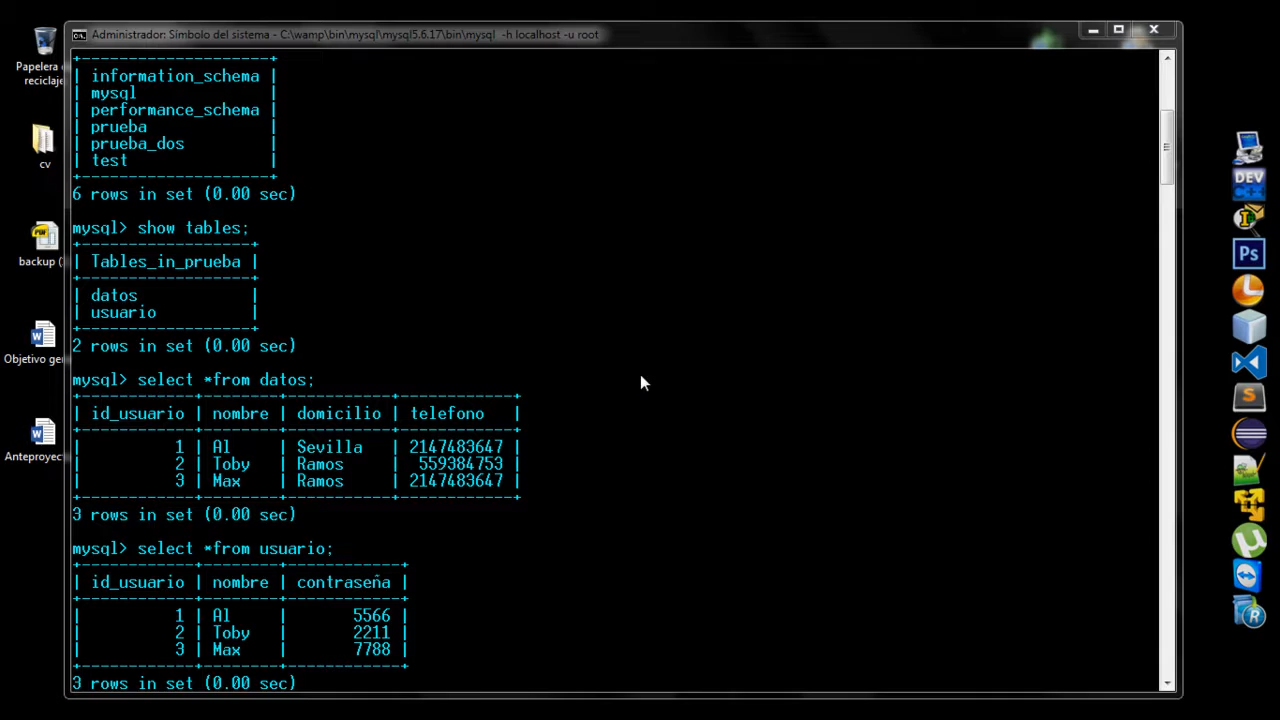 Administrador: Símbolo del sistema - C:\wamp\bin\mysql\mysql5.6.17\bin\mysql -h localhost -u root
Papelera
reciclaje
cv
backup (
Objetivo ge
Anteproyec
DEV
C++
Ps
S
R
+---------------------+
| information_schema |
| mysql |
| performance_schema |
| prueba |
| prueba_dos |
| test |
+---------------------+
6 rows in set (0.00 sec)
mysql> show tables;
+-------------------+
| Tables_in_prueba |
+-------------------+
| datos |
| usuario |
+-------------------+
2 rows in set (0.00 sec)
mysql> select *from datos;
+------------+--------+-----------+------------+
| id_usuario | nombre | domicilio | telefono |
+------------+--------+-----------+------------+
| 1 | Al | Sevilla | 2147483647 |
| 2 | Toby | Ramos | 559384753 |
| 3 | Max | Ramos | 2147483647 |
+------------+--------+-----------+------------+
3 rows in set (0.00 sec)
mysql> select *from usuario;
+------------+--------+------------+
| id_usuario | nombre | contraseña |
+------------+--------+------------+
| 1 | Al | 5566 |
| 2 | Toby | 2211 |
| 3 | Max | 7788 |
+------------+--------+------------+
3 rows in set (0.00 sec)